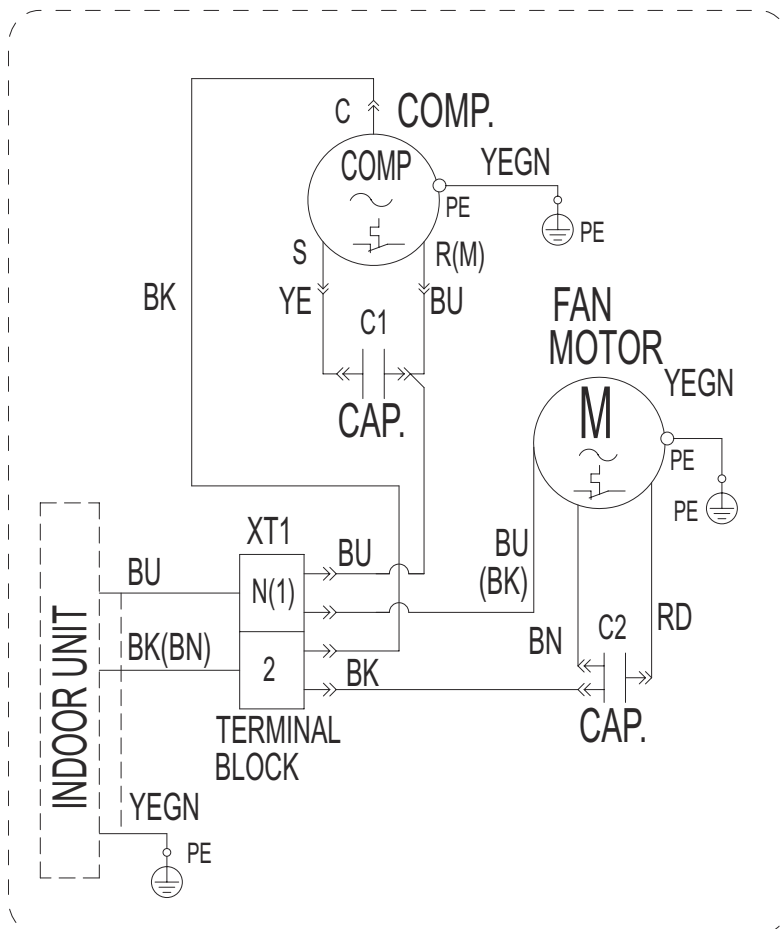 C COMP.
COMP
YEGN
PE
PE
S
R(M)
BK
YE
C1
BU
CAP.
FAN
MOTOR
YEGN
M
PE
PE
XT1
BU
BU
(BK)
BU
N(1)
BN
C2
RD
BK(BN)
2
BK
CAP.
TERMINAL
BLOCK
INDOOR UNIT
YEGN
PE